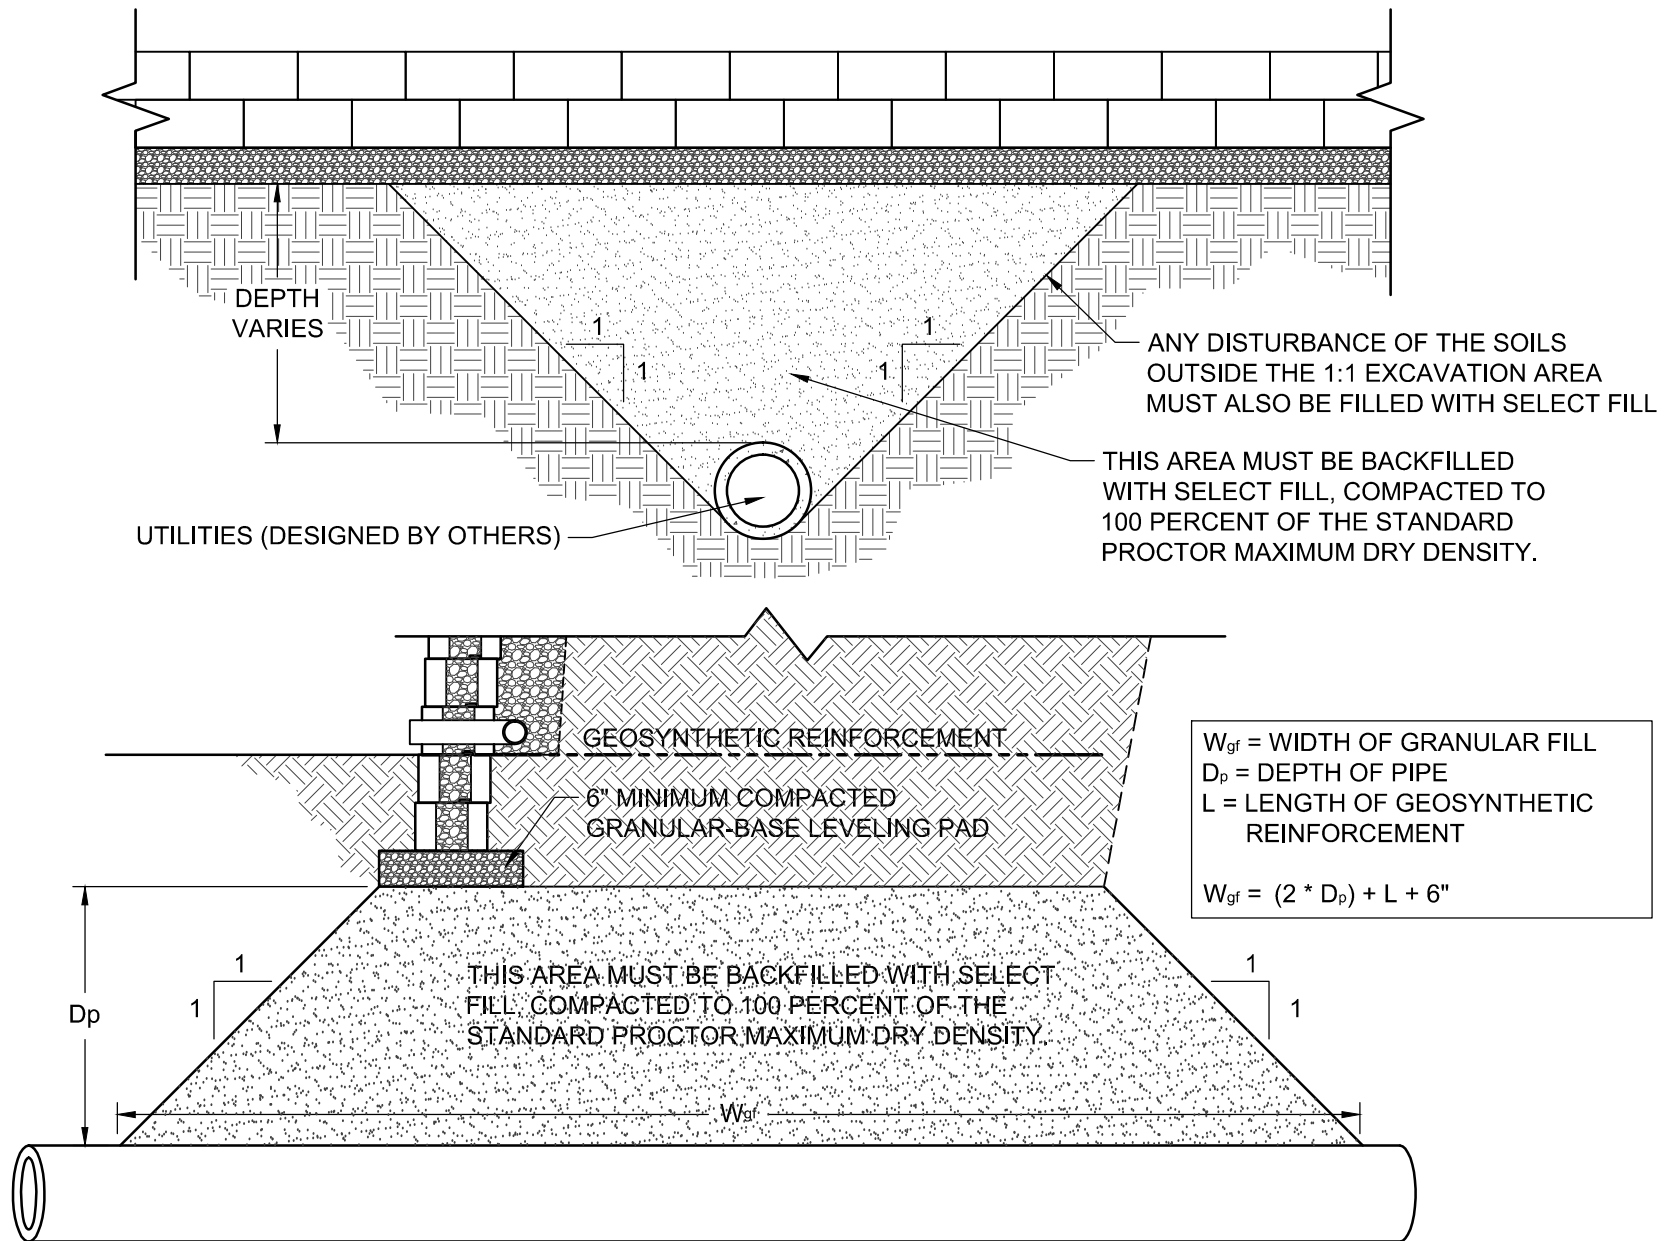 DEPTH
VARIES
1
1
1
1
ANY DISTURBANCE OF THE SOILS
OUTSIDE THE 1:1 EXCAVATION AREA
MUST ALSO BE FILLED WITH SELECT FILL
THIS AREA MUST BE BACKFILLED
WITH SELECT FILL, COMPACTED TO
100 PERCENT OF THE STANDARD
PROCTOR MAXIMUM DRY DENSITY.
UTILITIES (DESIGNED BY OTHERS)
GEOSYNTHETIC REINFORCEMENT
6" MINIMUM COMPACTED
GRANULAR-BASE LEVELING PAD
Wgf = WIDTH OF GRANULAR FILL
Dp = DEPTH OF PIPE
L = LENGTH OF GEOSYNTHETIC
REINFORCEMENT
Wgf = (2 * Dp) + L + 6"
1
1
Dp
THIS AREA MUST BE BACKFILLED WITH SELECT
FILL, COMPACTED TO 100 PERCENT OF THE
STANDARD PROCTOR MAXIMUM DRY DENSITY.
1
1
Wgf